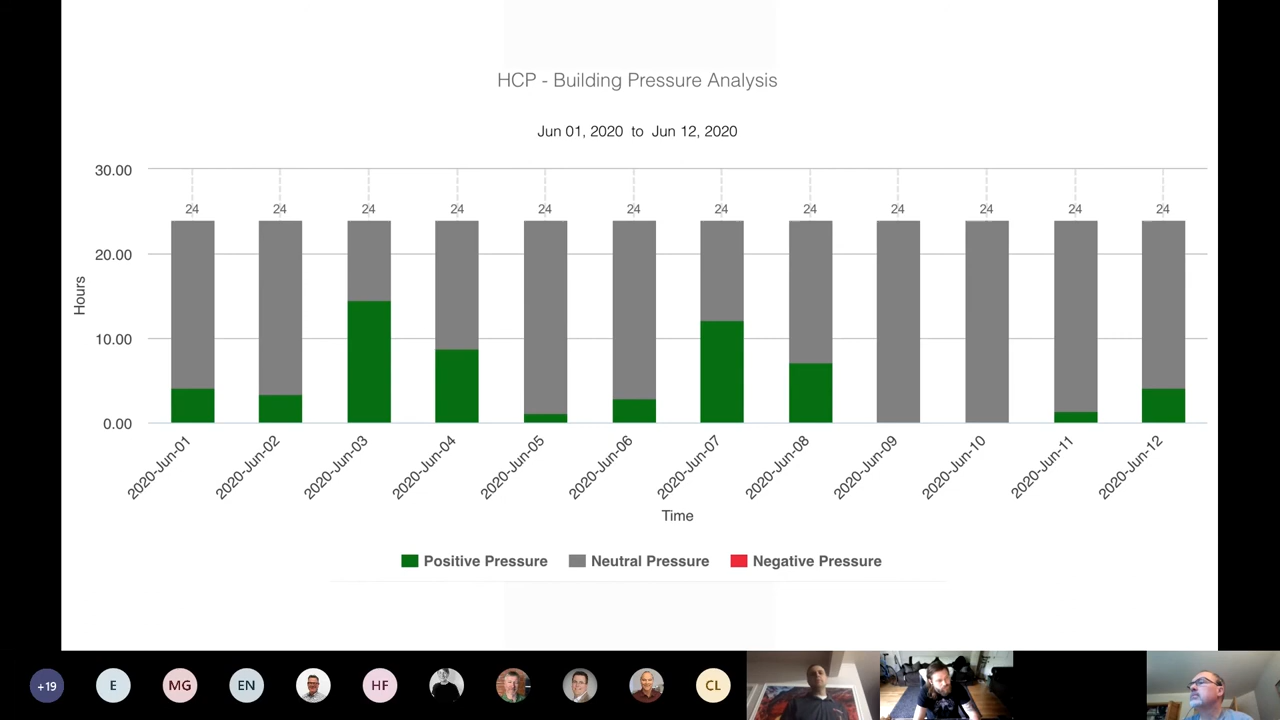 HCP - Building Pressure Analysis
Jun 01, 2020 to Jun 12, 2020
30.00
24 24 24 24 24 24 24 24 24 24 24 24
20.00
Hours
10.00
0.00
2020-Jun-01 2020-Jun-02 2020-Jun-03 2020-Jun-04 2020-Jun-05 2020-Jun-06 2020-Jun-07 2020-Jun-08 2020-Jun-09 2020-Jun-10 2020-Jun-11 2020-Jun-12
Time
Positive Pressure Neutral Pressure Negative Pressure
+19 E MG EN HF CL